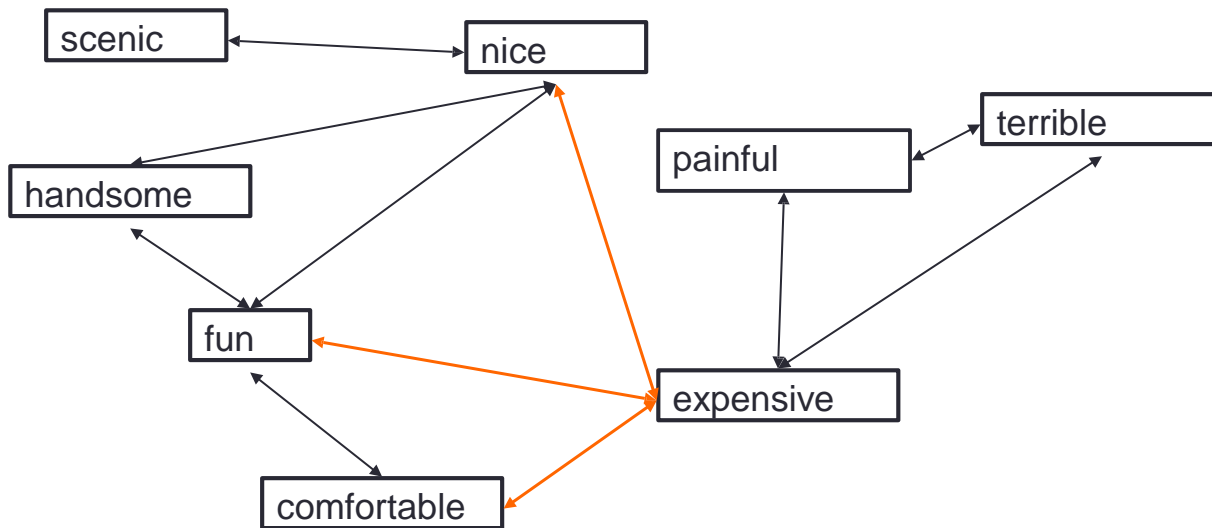 scenic
nice
terrible
painful
handsome
fun
expensive
comfortable